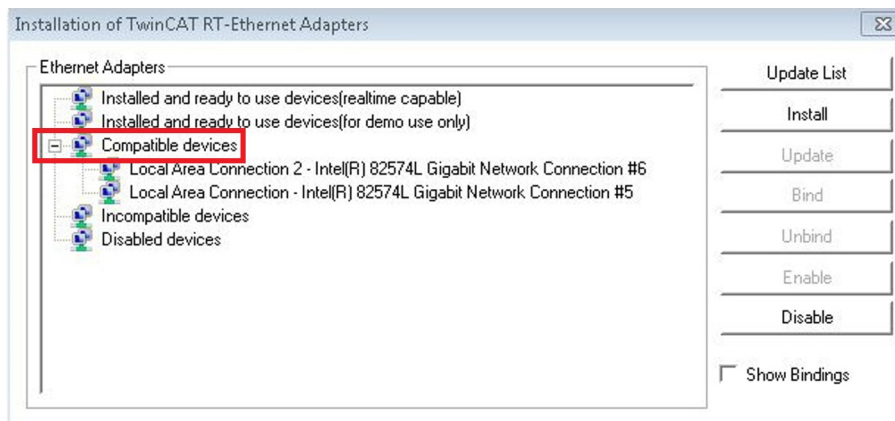 Installation of TwinCAT RT-Ethernet Adapters
Ethernet Adapters
Installed and ready to use devices(realtime capable)
Installed and ready to use devices(for demo use only)
Compatible devices
Local Area Connection 2 - Intel(R) 82574L Gigabit Network Connection #6
Local Area Connection - Intel(R) 82574L Gigabit Network Connection #5
Incompatible devices
Disabled devices
Update List
Install
Update
Bind
Unbind
Enable
Disable
Show Bindings